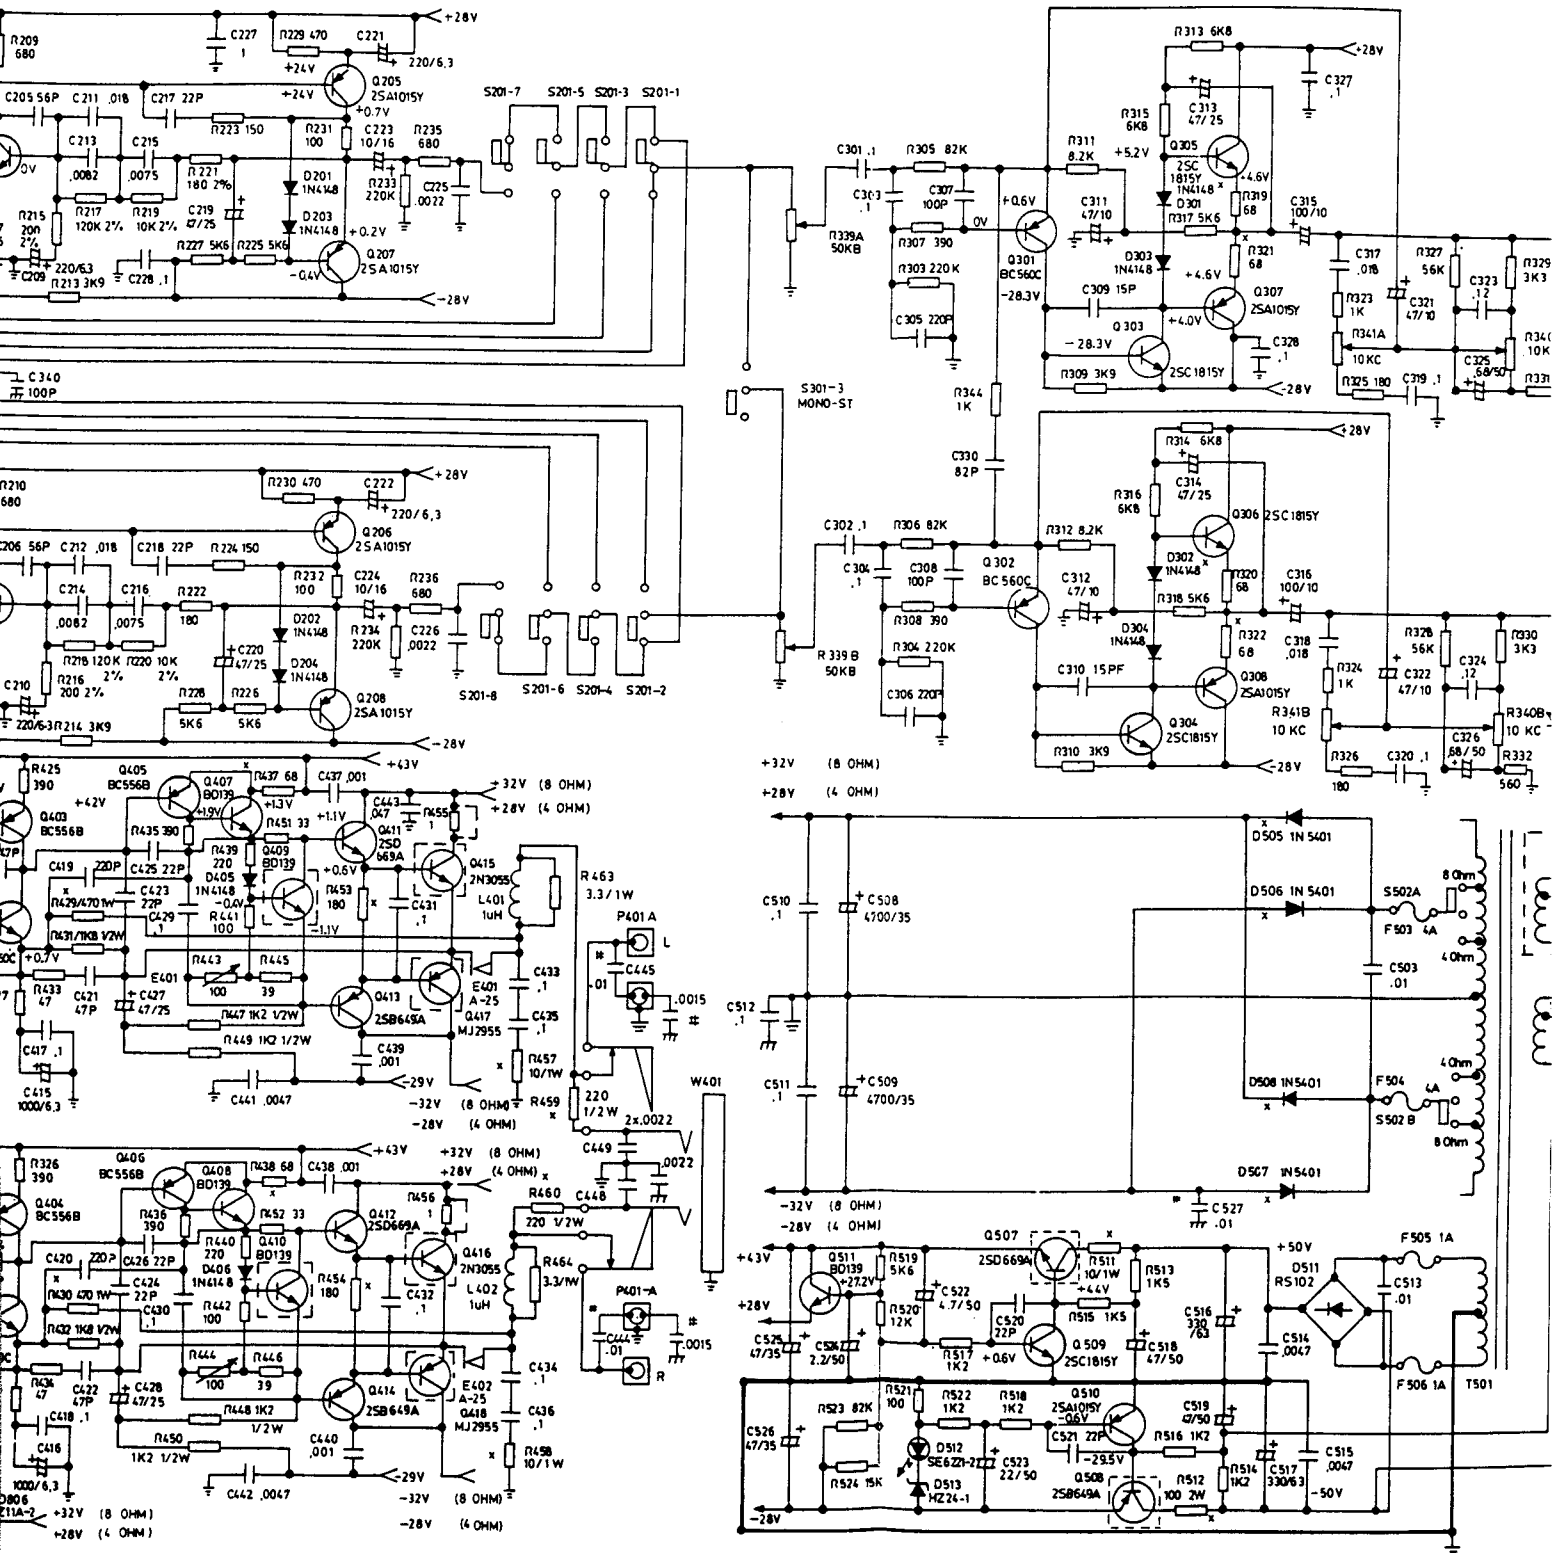 +28V
R209
680
C227
1
R229 470
C221
220/6,3
+24V
+24V
Q205
2SA1015Y
+0.7V
C205 56P
C211 .018
C217 22P
R223 150
R231
100
C223
10/16
R235
680
C213
.0082
C215
.0075
R221
180 2%
D201
1N4148
R233
220K
C225
.0022
0V
R215
200
2%
R217
120K 2%
R219
10K 2%
C219
47/25
D203
1N4148
+0.2V
C209
220/6.3
R227 5K6
R225 5K6
Q207
2SA1015Y
-0.4V
R213 3K9
C228 .1
-28V
S201-7
S201-5
S201-3
S201-1
C340
100P
S301-3
MONO-ST
R339A
50KB
C301 .1
R305 82K
C303
.1
C307
100P
R307 390
0V
+0.6V
R303 220K
C305 220P
Q301
BC560C
-28.3V
R311
8.2K
C311
47/10
R313 6K8
+28V
C327
.1
R315
6K8
C313
47/25
+5.2V
Q305
2SC
1815Y
1N4148
D301
+4.6V
R319
68
R317 5K6
C315
100/10
R321
68
D303
1N4148
+4.6V
C309 15P
Q307
2SA1015Y
+4.0V
Q303
-28.3V
2SC1815Y
C328
.1
R309 3K9
-28V
C317
.018
R323
1K
R341A
10KC
C321
47/10
R325 180
C319 .1
R327
56K
C323
.12
R329
3K3
C325
.68/50
R34
10K
R331
R344
1K
C330
82P
R210
680
+28V
R230 470
C222
220/6,3
Q206
2SA1015Y
C206 56P
C212 .018
C218 22P
R224 150
R232
100
C224
10/16
R236
680
C214
.0082
C216
.0075
R222
180
D202
1N4148
R234
220K
C226
.0022
R218 120K
2%
R220 10K
2%
R216
200 2%
C220
47/25
D204
1N4148
C210
220/6.3
R214 3K9
R228
5K6
R226
5K6
Q208
2SA1015Y
-28V
S201-8
S201-6
S201-4
S201-2
R339B
50KB
C302 .1
R306 82K
C304
.1
C308
100P
R308 390
R304 220K
C306 220P
Q302
BC560C
R312 8.2K
C312
47/10
R314 6K8
+28V
R316
6K8
C314
47/25
Q306 2SC1815Y
D302
1N4148
R320
68
R318 5K6
C316
100/10
D304
1N4148
R322
68
C310 15PF
Q308
2SA1015Y
Q304
2SC1815Y
R310 3K9
-28V
C318
.018
R324
1K
R341B
10 KC
C322
47/10
R326
180
C320 .1
R328
56K
C324
.12
R330
3K3
R340B
10 KC
C326
.68/50
R332
560
+43V
R425
390
Q405
BC556B
+42V
Q407
BD139
+1.9V
R437 68
+1.3V
C437 .001
+32V (8 OHM)
+28V (4 OHM)
C443
.047
R455
1
Q403
BC556B
47P
R435 390
R451 33
+1.1V
Q411
2SD
669A
C419
220P
C425 22P
R439
220
Q409
BD139
+0.6V
Q415
2N3055
R429/470 1W
C423
22P
D405
1N4148
-0.4V
R453
180
C431
.1
L401
1uH
R463
3.3/1W
R431/1K8 1/2W
C429
.1
R441
100
-1.1V
+0.7V
E401
R443
100
R445
39
R433
47
C421
47P
C427
47/25
Q413
2SB649A
E401
A-25
Q417
MJ2955
C433
.1
C435
.1
R447 1K2 1/2W
R449 1K2 1/2W
C439
.001
R457
10/1W
C417 .1
C415
1000/6,3
C441 .0047
-29V
-32V (8 OHM)
-28V (4 OHM)
R459
220
1/2W
P401 A
L
C445
.01
.0015
W401
2x.0022
C449
.0022
C448
R460
220 1/2W
+43V
R326
390
Q406
BC556B
Q408
BD139
R438 68
C438 .001
+32V (8 OHM)
+28V (4 OHM)
R456
1
Q404
BC556B
R436
390
R452 33
Q412
2SD669A
C420
220P
C426 22P
R440
220
Q410
BD139
Q416
2N3055
R430 470 1W
C424
22P
D406
1N4148
R454
180
C432
.1
L402
1uH
R464
3.3/1W
R432 1K8 1/2W
C430
.1
R442
100
R444
100
R446
39
R434
47
C422
47P
C428
47/25
Q414
2SB649A
E402
A-25
Q418
MJ2955
C434
.1
C436
.1
R448 1K2
1/2W
R450
1K2 1/2W
C440
.001
R458
10/1W
C418 .1
C416
1000/6,3
C442 .0047
-29V
-32V (8 OHM)
-28V (4 OHM)
D806
Z11A-2
+32V (8 OHM)
+28V (4 OHM)
P401-A
C444
.01
.0015
R
+32V (8 OHM)
+28V (4 OHM)
D505 1N 5401
D506 1N 5401
C510
.1
C508
4700/35
8 Ohm
S502A
F503 4A
4 Ohm
C503
.01
C512
.1
C511
.1
C509
4700/35
D508 1N5401
F504
4A
S502B
4 Ohm
8 Ohm
D507 1N5401
C527
.01
-32V (8 OHM)
-28V (4 OHM)
+43V
+28V
Q511
BD139
+27.2V
R519
5K6
Q507
2SD669A
R511
10/1W
+44V
R513
1K5
+50V
D511
RS102
F505 1A
C513
.01
C522
4.7/50
R520
12K
C520
22P
R515 1K5
C516
330
/63
C525
47/35
C524
2.2/50
R517
1K2
+0.6V
Q509
2SC1815Y
C518
47/50
C514
.0047
F506 1A
T501
R521
100
R522
1K2
R518
1K2
Q510
2SA1015Y
-0.6V
C519
47/50
R523 82K
C526
47/35
D512
SE6221-2
C521 22P
-29.5V
R516 1K2
C523
22/50
R524 15K
D513
HZ24-1
Q508
2SB649A
R512
100 2W
R514
1K2
C517
330/63
C515
.0047
-50V
-28V